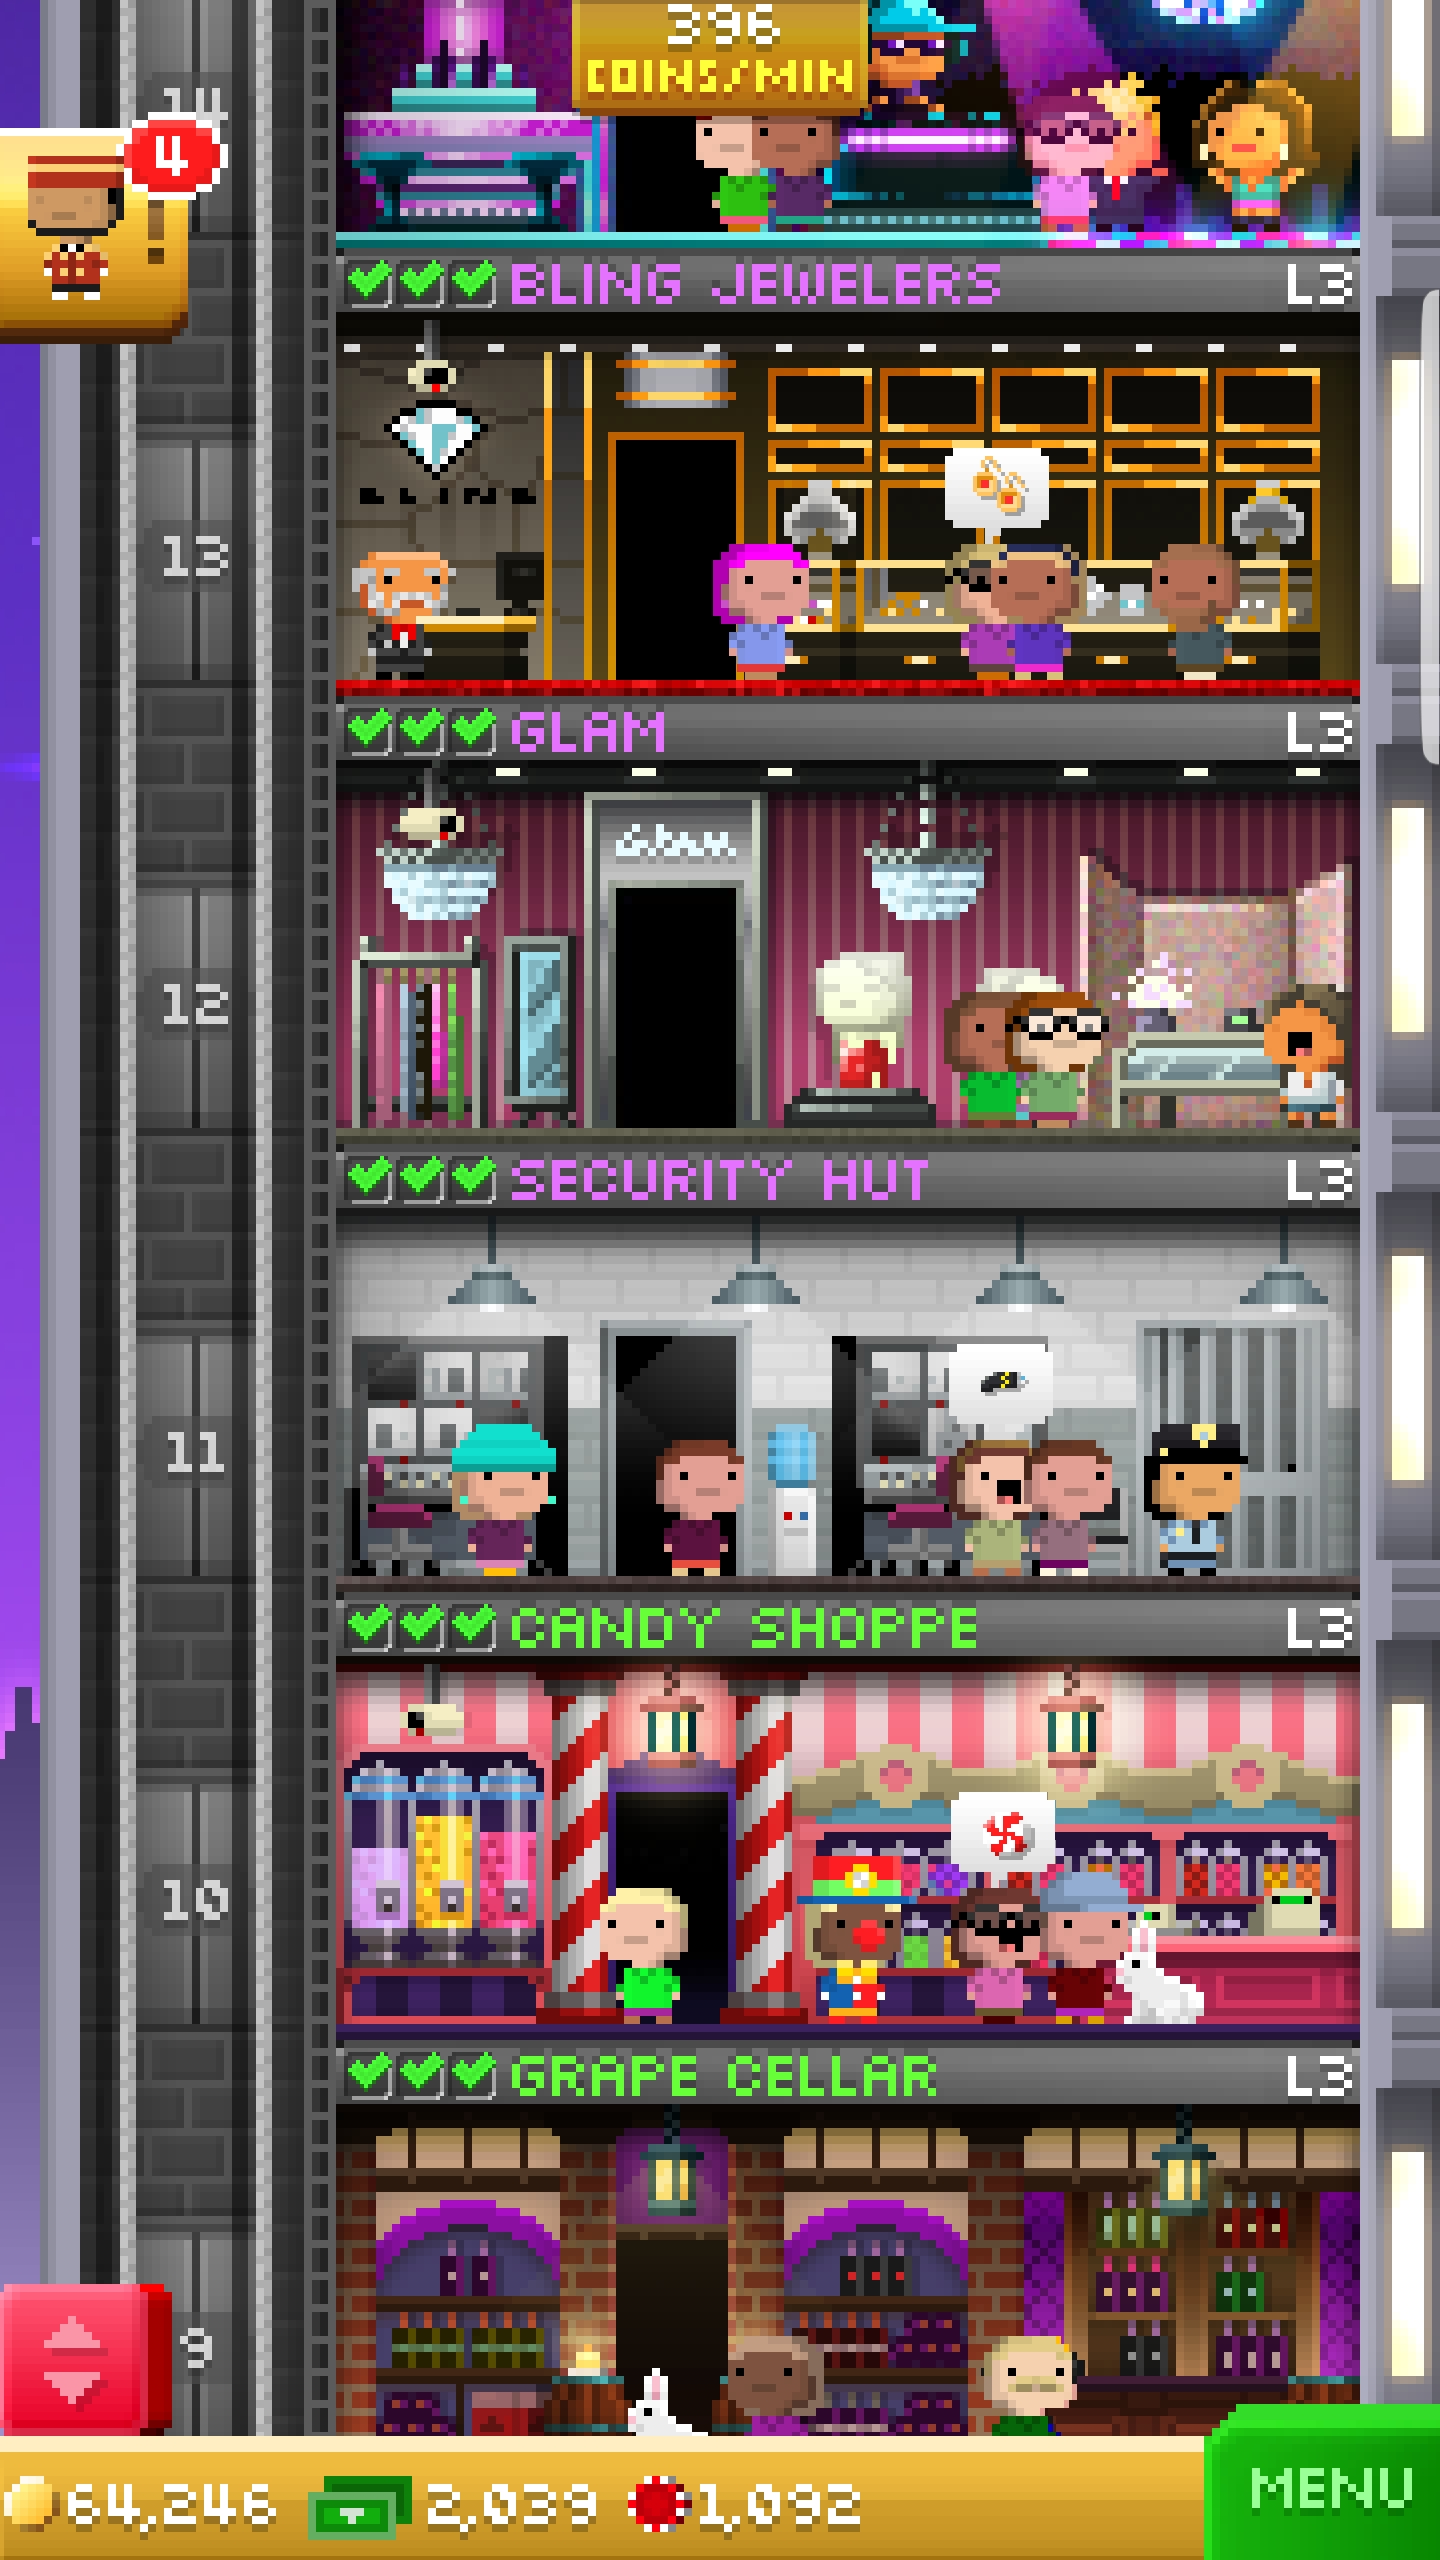 396
COINS/MIN
14
4
BLING JEWELERS L3
BLING
13
GLAM L3
Glam
12
SECURITY HUT L3
11
CANDY SHOPPE L3
10
GRAPE CELLAR L3
9
64,246 2,039 1,092
MENU